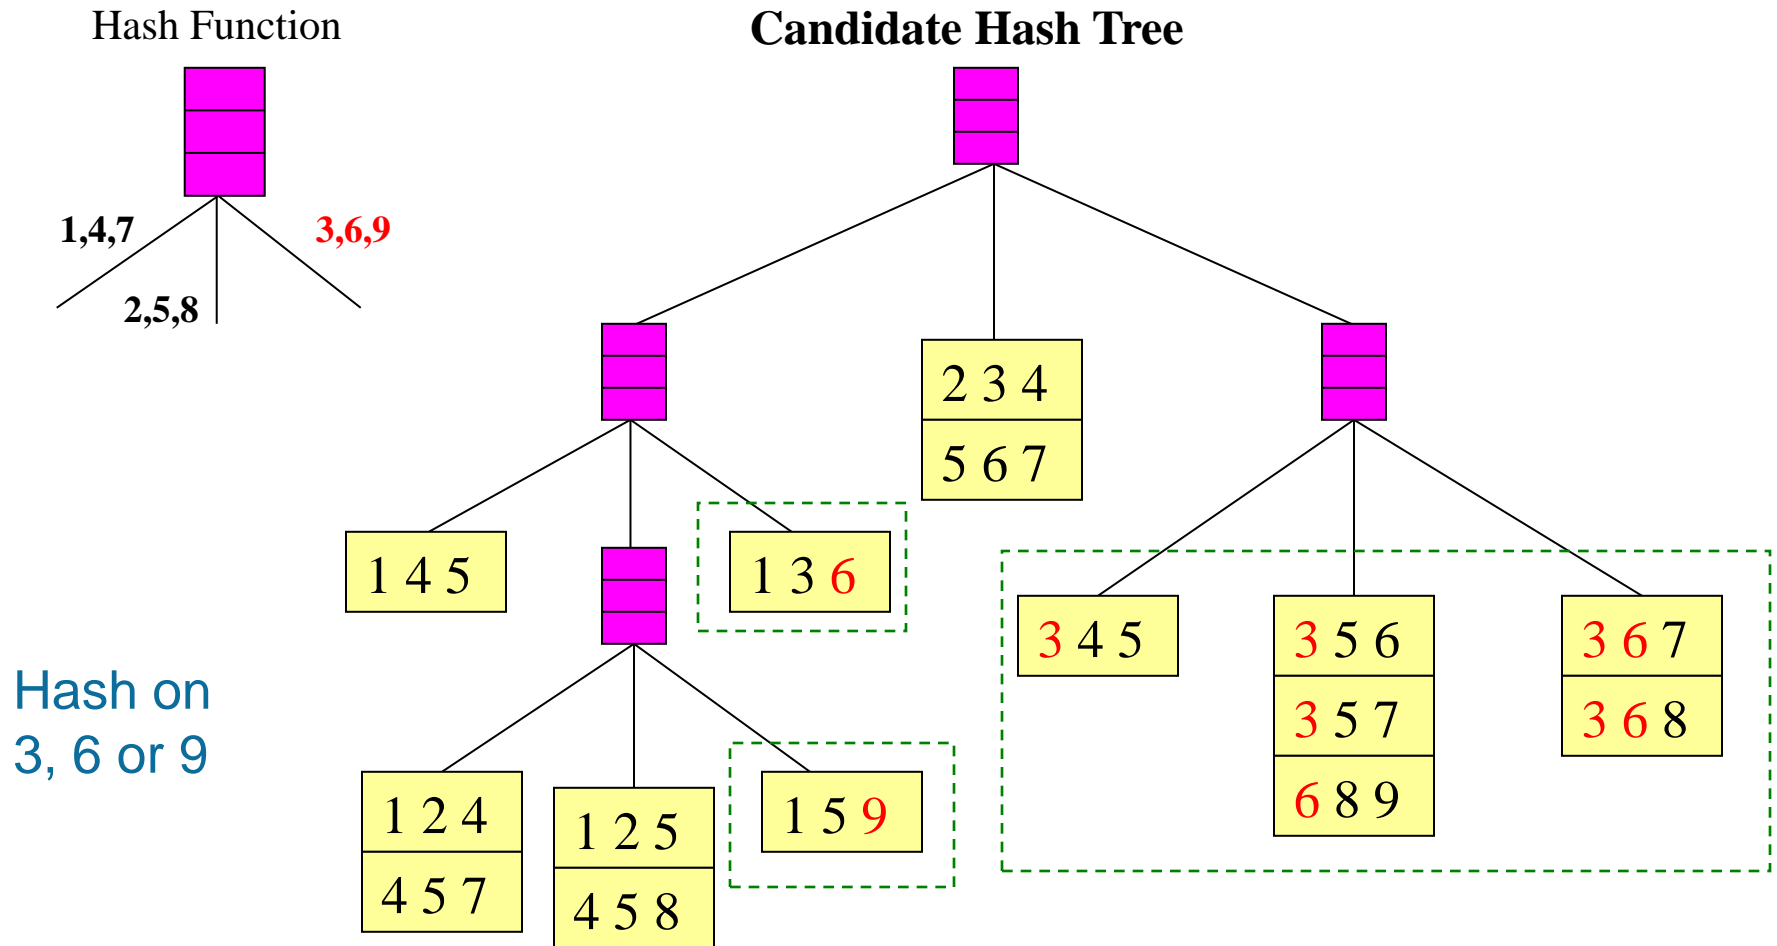 Hash Function
Candidate Hash Tree
1,4,7
3,6,9
2,5,8
2 3 4
5 6 7
1 4 5
1 3 6
3 4 5
3 5 6
3 6 7
3 5 7
3 6 8
6 8 9
Hash on
3, 6 or 9
1 2 4
1 2 5
1 5 9
4 5 7
4 5 8